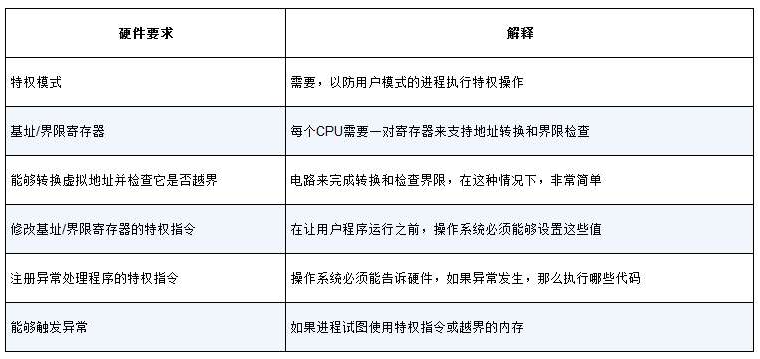 硬件要求 解释
特权模式 需要，以防用户模式的进程执行特权操作
基址/界限寄存器 每个CPU需要一对寄存器来支持地址转换和界限检查
能够转换虚拟地址并检查它是否越界 电路来完成转换和检查界限，在这种情况下，非常简单
修改基址/界限寄存器的特权指令 在让用户程序运行之前，操作系统必须能够设置这些值
注册异常处理程序的特权指令 操作系统必须能告诉硬件，如果异常发生，那么执行哪些代码
能够触发异常 如果进程试图使用特权指令或越界的内存